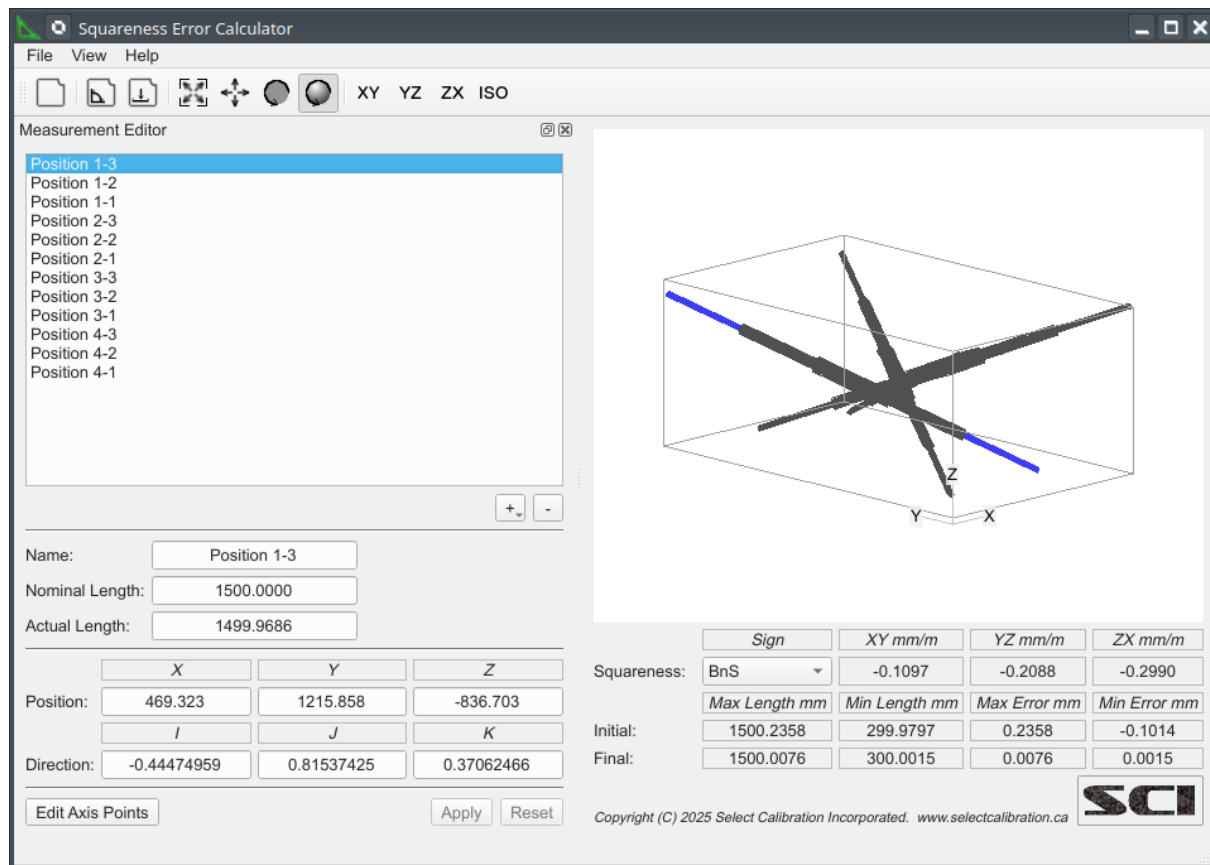 Squareness Error Calculator
File View Help
XY YZ ZX ISO
Measurement Editor
Position 1-3
Position 1-2
Position 1-1
Position 2-3
Position 2-2
Position 2-1
Position 3-3
Position 3-2
Position 3-1
Position 4-3
Position 4-2
Position 4-1
+ -
Name: Position 1-3
Nominal Length: 1500.0000
Actual Length: 1499.9686
X Y Z
Position: 469.323 1215.858 -836.703
I J K
Direction: -0.44474959 0.81537425 0.37062466
Edit Axis Points Apply Reset
Z
Y X
Sign XY mm/m YZ mm/m ZX mm/m
Squareness: BnS -0.1097 -0.2088 -0.2990
Max Length mm Min Length mm Max Error mm Min Error mm
Initial: 1500.2358 299.9797 0.2358 -0.1014
Final: 1500.0076 300.0015 0.0076 0.0015
Copyright (C) 2025 Select Calibration Incorporated. www.selectcalibration.ca
SCI